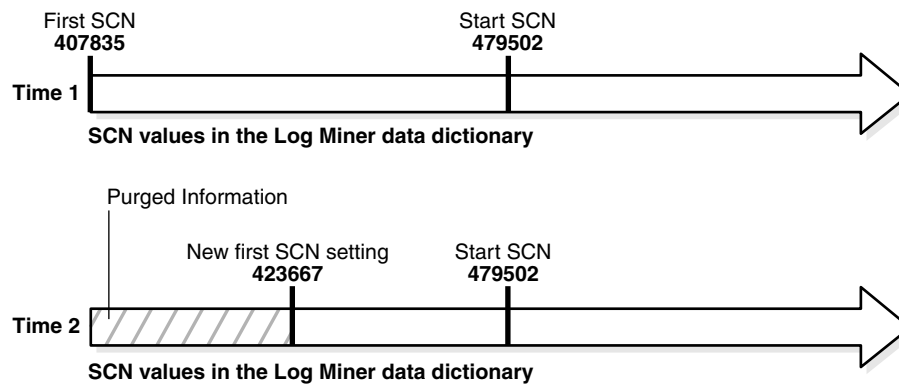 First SCN
407835
Start SCN
479502
Time 1
SCN values in the Log Miner data dictionary
Purged Information
New first SCN setting
423667
Start SCN
479502
Time 2
SCN values in the Log Miner data dictionary